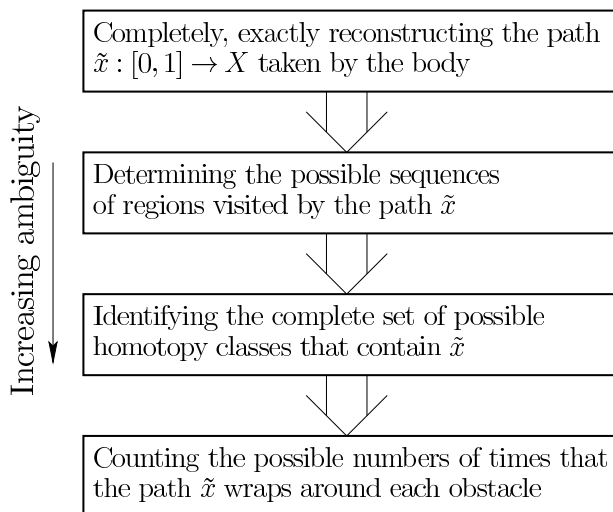 Completely, exactly reconstructing the path
x̃ : [0, 1] → X taken by the body
Increasing ambiguity
Determining the possible sequences
of regions visited by the path x̃
Identifying the complete set of possible
homotopy classes that contain x̃
Counting the possible numbers of times that
the path x̃ wraps around each obstacle